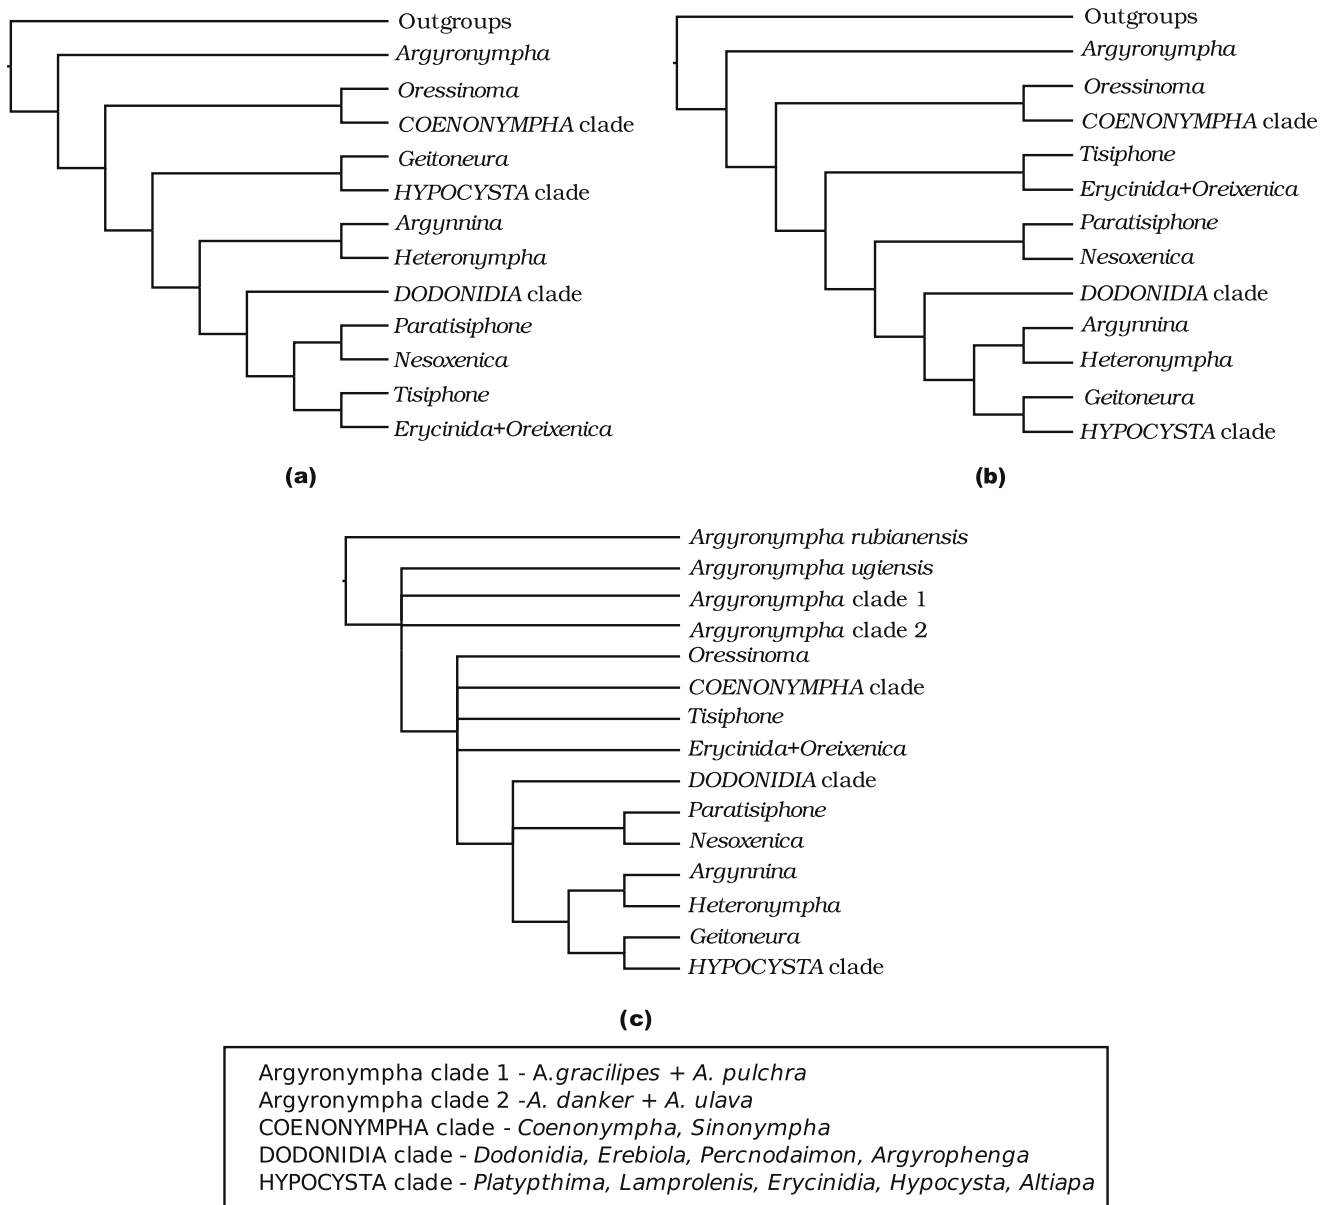 Outgroups
Argyronympha
Oressinoma
COENONYMPHA clade
Geitoneura
HYPOCYSTA clade
Argynnina
Heteronympha
DODONIDIA clade
Paratisiphone
Nesoxenica
Tisiphone
Erycinida+Oreixenica
(a)
Outgroups
Argyronympha
Oressinoma
COENONYMPHA clade
Tisiphone
Erycinida+Oreixenica
Paratisiphone
Nesoxenica
DODONIDIA clade
Argynnina
Heteronympha
Geitoneura
HYPOCYSTA clade
(b)
Argyronympha rubianensis
Argyronympha ugiensis
Argyronympha clade 1
Argyronympha clade 2
Oressinoma
COENONYMPHA clade
Tisiphone
Erycinida+Oreixenica
DODONIDIA clade
Paratisiphone
Nesoxenica
Argynnina
Heteronympha
Geitoneura
HYPOCYSTA clade
(c)
Argyronympha clade 1 - A.gracilipes + A. pulchra
Argyronympha clade 2 -A. danker + A. ulava
COENONYMPHA clade - Coenonympha, Sinonympha
DODONIDIA clade - Dodonidia, Erebiola, Percnodaimon, Argyrophenga
HYPOCYSTA clade - Platypthima, Lamprolenis, Erycinidia, Hypocysta, Altiapa